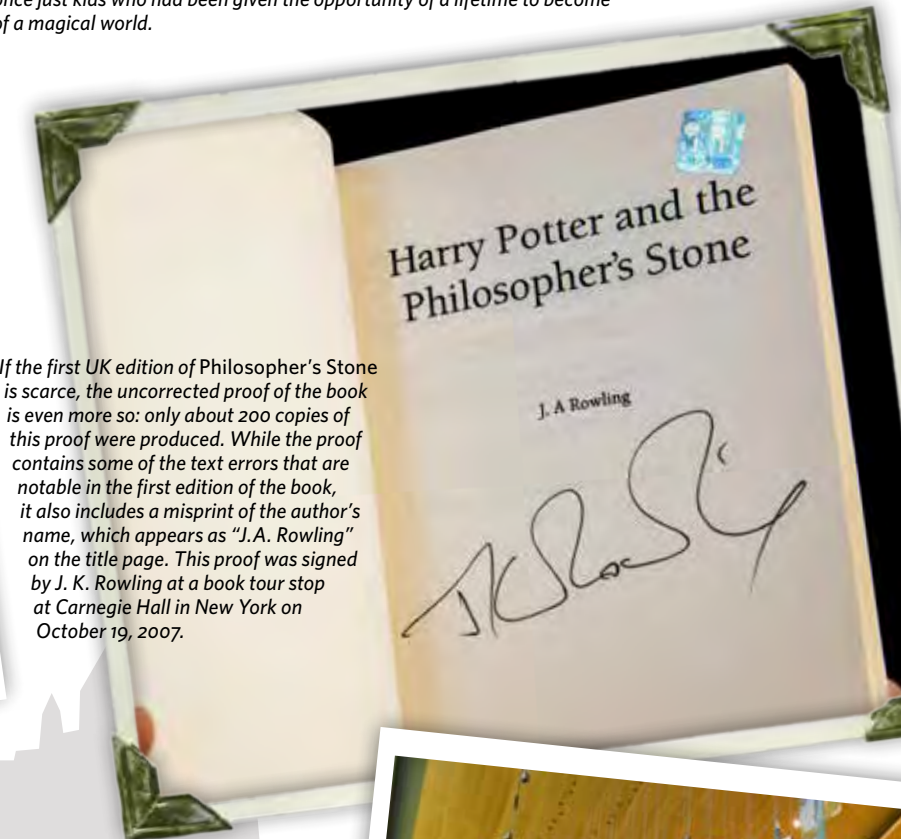 once just kids who had been given the opportunity of a lifetime to become
of a magical world.
Harry Potter and the
Philosopher's Stone
J. A Rowling
JKRowling
If the first UK edition of Philosopher's Stone
is scarce, the uncorrected proof of the book
is even more so: only about 200 copies of
this proof were produced. While the proof
contains some of the text errors that are
notable in the first edition of the book,
it also includes a misprint of the author's
name, which appears as “J.A. Rowling”
on the title page. This proof was signed
by J. K. Rowling at a book tour stop
at Carnegie Hall in New York on
October 19, 2007.